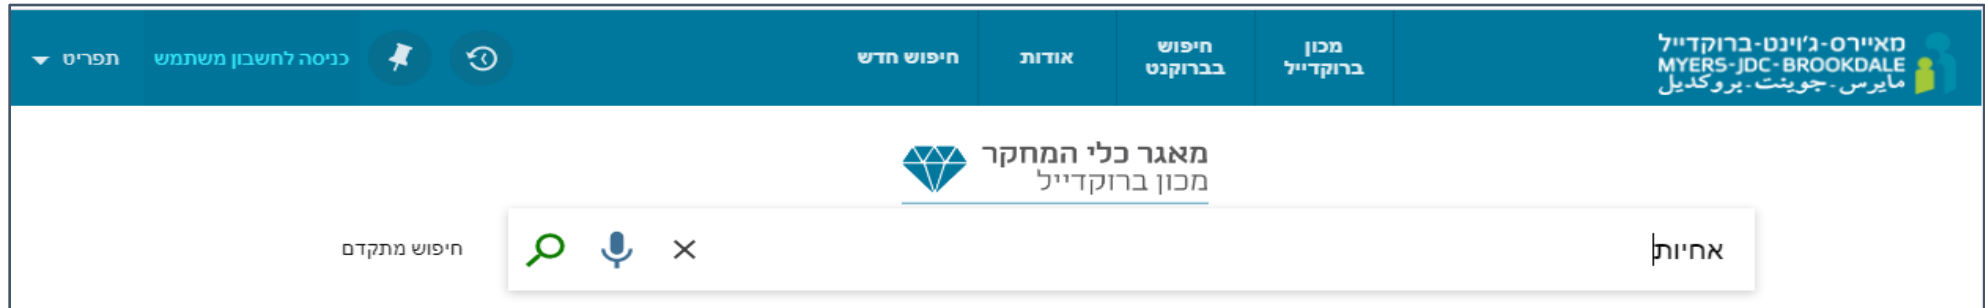 מאיירס-ג'וינט-ברוקדייל
MYERS-JDC-BROOKDALE
مايرس-جوينت-بروكديل
מכון
ברוקדייל
חיפוש
בברוקנט
אודות
חיפוש חדש
כניסה לחשבון משתמש
תפריט
מאגר כלי המחקר
מכון ברוקדייל
אחיות
חיפוש מתקדם